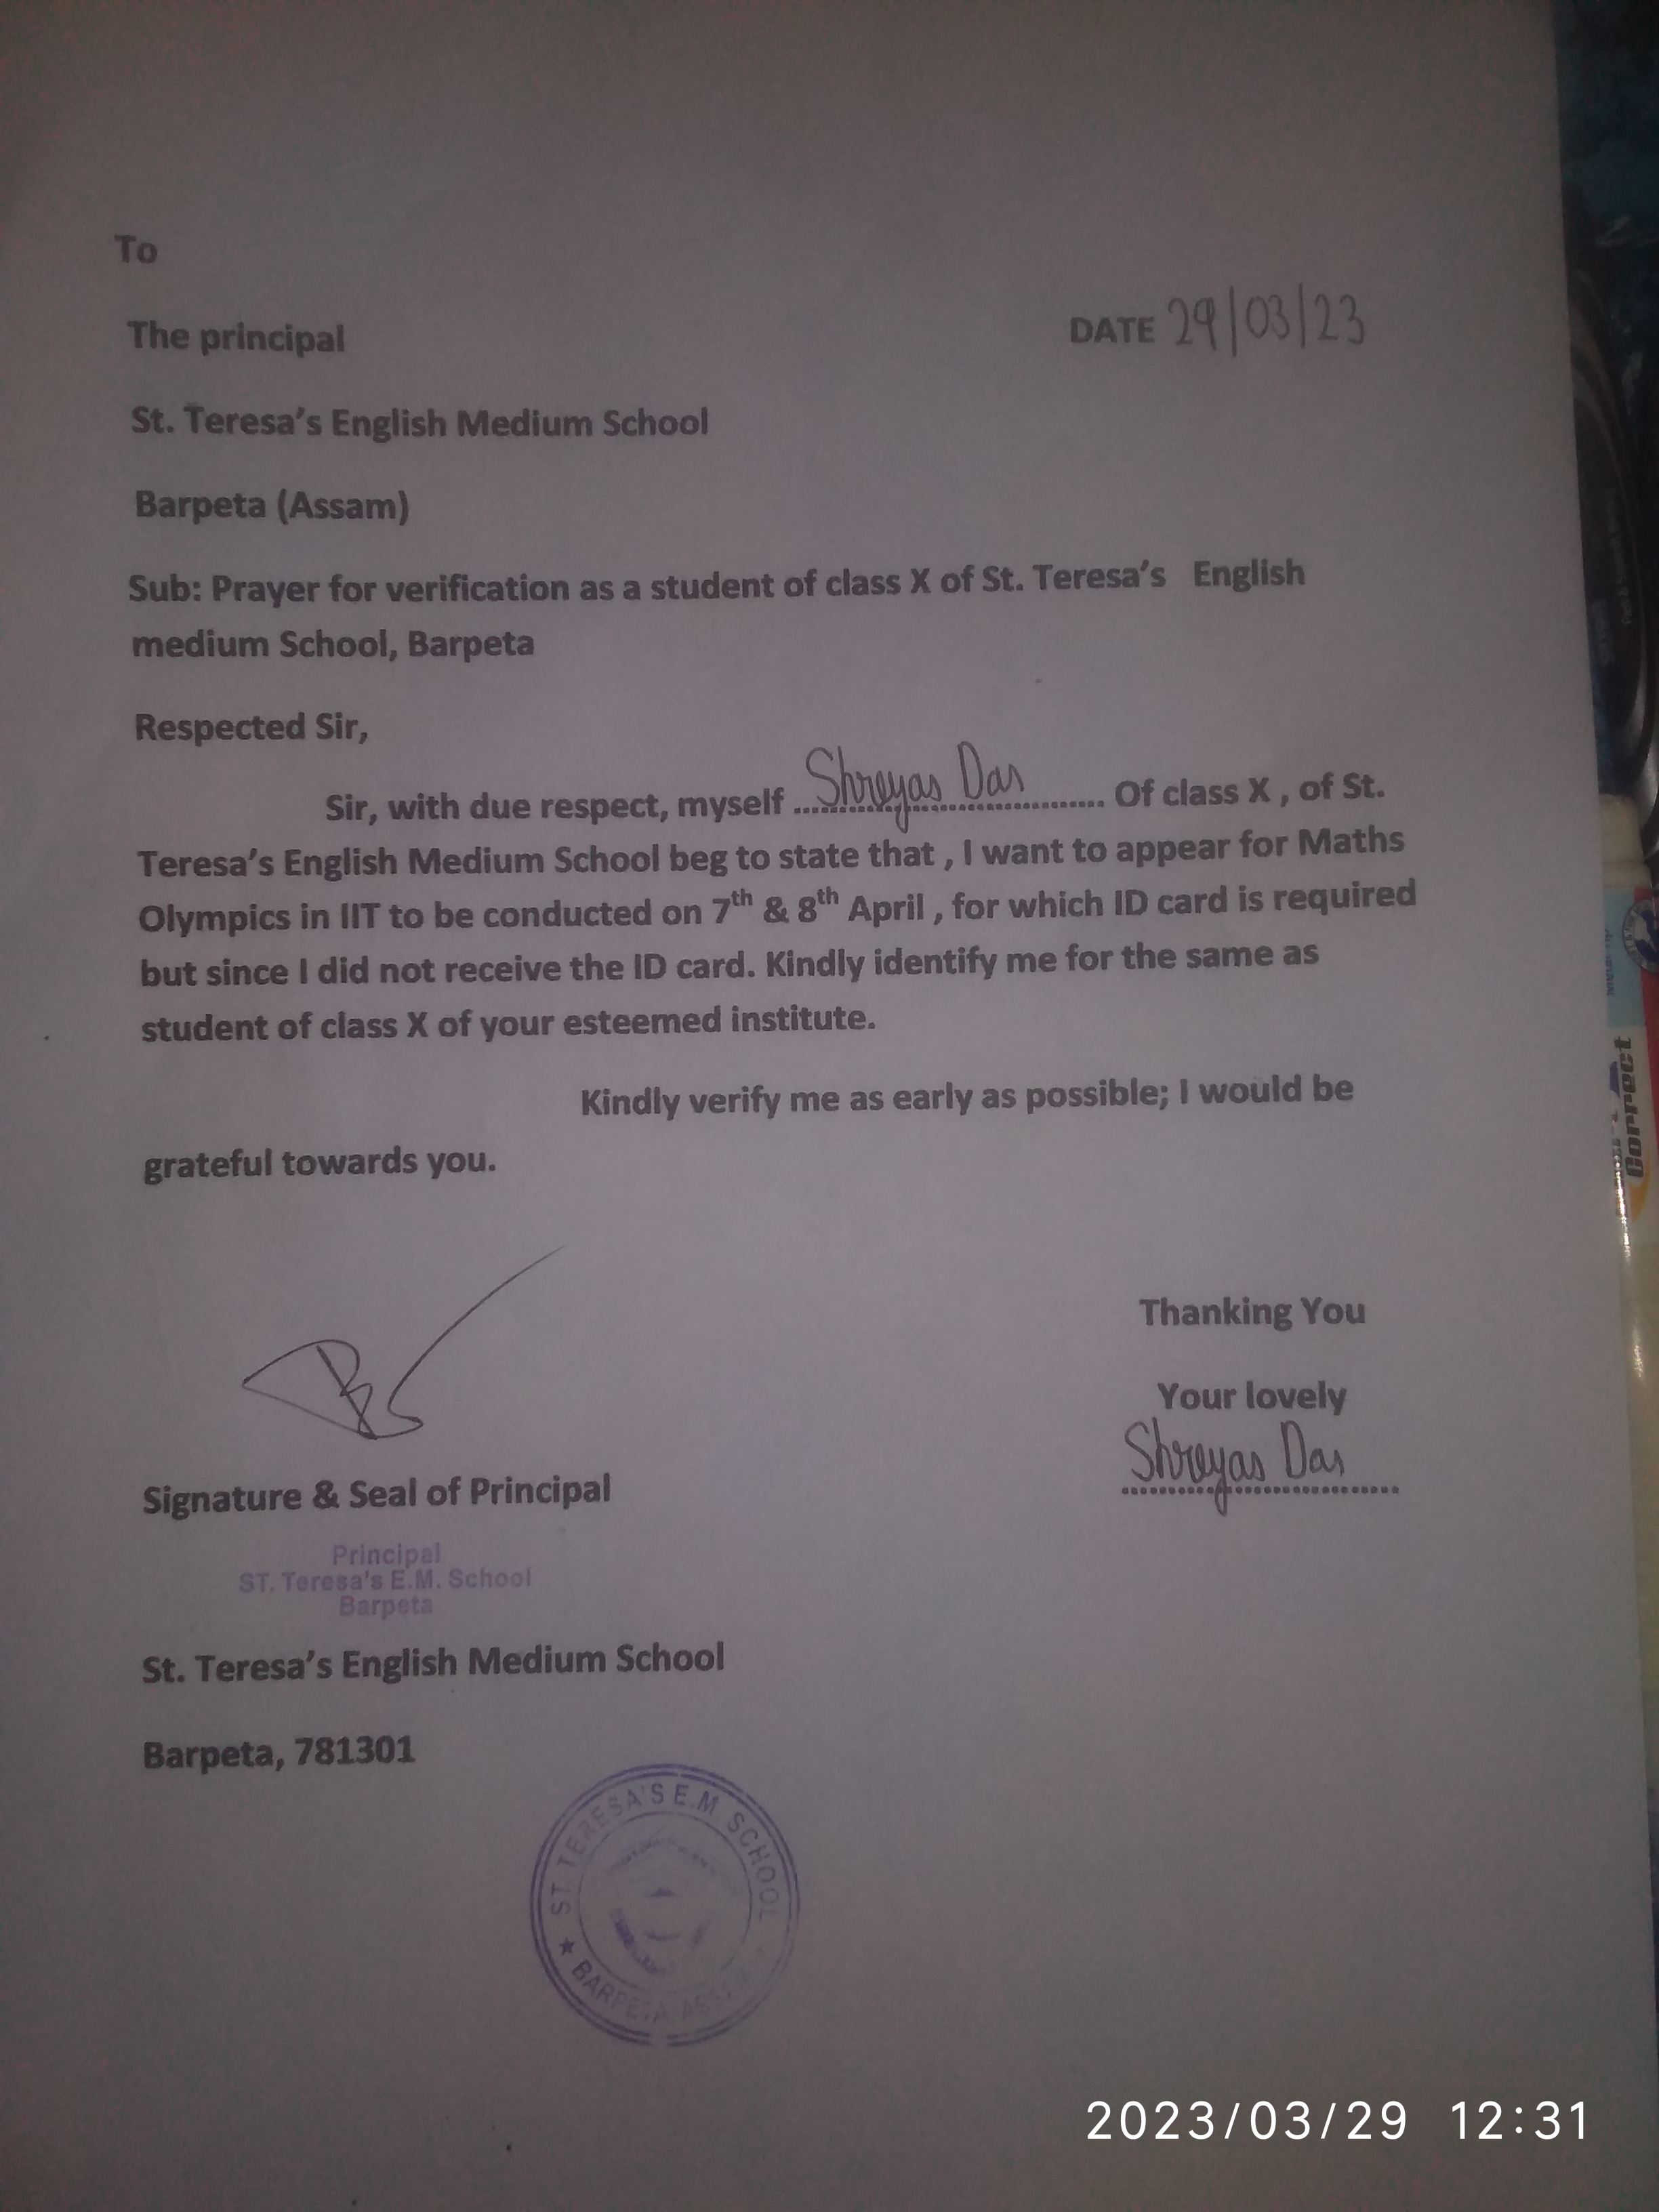 To
The principal
DATE 29/03/23
St. Teresa's English Medium School
Barpeta (Assam)
Sub: Prayer for verification as a student of class X of St. Teresa's English
medium School, Barpeta
Respected Sir,
Sir, with due respect, myself ....Shreyas Das.... Of class X , of St.
Teresa's English Medium School beg to state that , I want to appear for Maths
Olympics in IIT to be conducted on 7th & 8th April , for which ID card is required
but since I did not receive the ID card. Kindly identify me for the same as
student of class X of your esteemed institute.
Kindly verify me as early as possible; I would be
grateful towards you.
Thanking You
Your lovely
Shreyas Das
Signature & Seal of Principal
Principal
ST. Teresa's E.M. School
Barpeta
St. Teresa's English Medium School
Barpeta, 781301
ST TERESA'S E.M. SCHOOL
★ BARPETA
Correct
2023/03/29 12:31